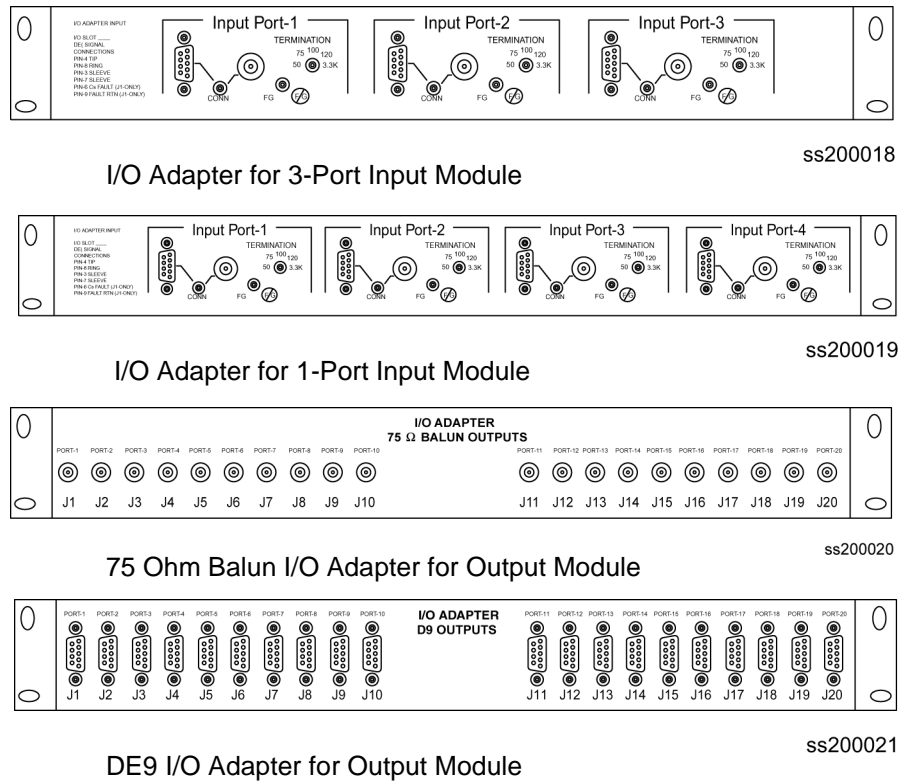 I/O ADAPTER INPUT
I/O SLOT ____
DE( SIGNAL
CONNECTIONS
PIN-4 TIP
PIN-8 RING
PIN-3 SLEEVE
PIN-7 SLEEVE
PIN-6 Cs FAULT (J1-ONLY)
PIN-9 FAULT RTN (J1-ONLY)
Input Port-1
TERMINATION
75 100 120
50 3.3K
CONN FG F/G
Input Port-2
TERMINATION
75 100 120
50 3.3K
CONN FG F/G
Input Port-3
TERMINATION
75 100 120
50 3.3K
CONN FG F/G
ss200018
I/O Adapter for 3-Port Input Module
I/O ADAPTER INPUT
I/O SLOT ____
DE( SIGNAL
CONNECTIONS
PIN-4 TIP
PIN-8 RING
PIN-3 SLEEVE
PIN-7 SLEEVE
PIN-6 Cs FAULT (J1-ONLY)
PIN-9 FAULT RTN (J1-ONLY)
Input Port-1
TERMINATION
75 100 120
50 3.3K
CONN FG F/G
Input Port-2
TERMINATION
75 100 120
50 3.3K
CONN FG F/G
Input Port-3
TERMINATION
75 100 120
50 3.3K
CONN FG F/G
Input Port-4
TERMINATION
75 100 120
50 3.3K
CONN FG F/G
ss200019
I/O Adapter for 1-Port Input Module
I/O ADAPTER
75 Ω BALUN OUTPUTS
PORT-1 PORT-2 PORT-3 PORT-4 PORT-5 PORT-6 PORT-7 PORT-8 PORT-9 PORT-10 PORT-11 PORT-12 PORT-13 PORT-14 PORT-15 PORT-16 PORT-17 PORT-18 PORT-19 PORT-20
J1 J2 J3 J4 J5 J6 J7 J8 J9 J10 J11 J12 J13 J14 J15 J16 J17 J18 J19 J20
ss200020
75 Ohm Balun I/O Adapter for Output Module
I/O ADAPTER
D9 OUTPUTS
PORT-1 PORT-2 PORT-3 PORT-4 PORT-5 PORT-6 PORT-7 PORT-8 PORT-9 PORT-10 PORT-11 PORT-12 PORT-13 PORT-14 PORT-15 PORT-16 PORT-17 PORT-18 PORT-19 PORT-20
J1 J2 J3 J4 J5 J6 J7 J8 J9 J10 J11 J12 J13 J14 J15 J16 J17 J18 J19 J20
ss200021
DE9 I/O Adapter for Output Module